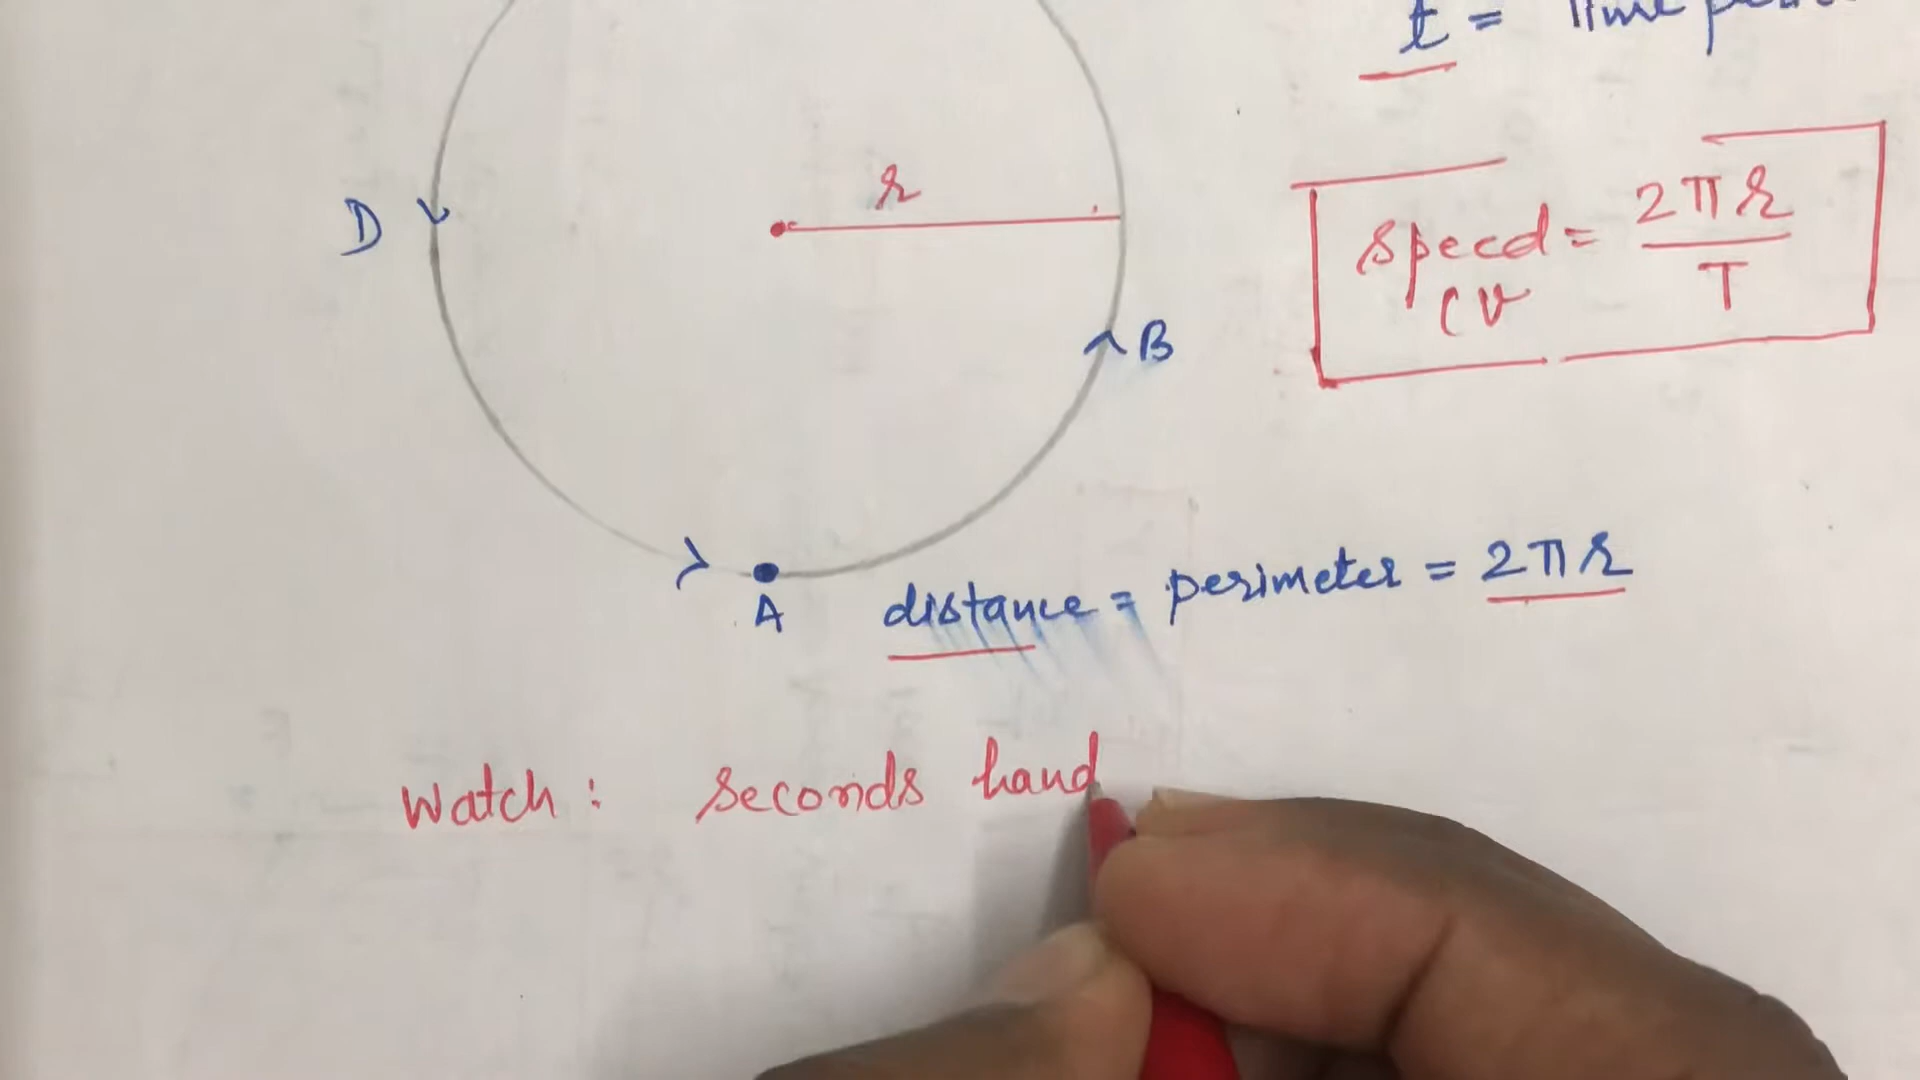 t =
r
speed = 2πr / T
(v
D
B
A
distance = perimeter = 2πr
Watch : seconds hand